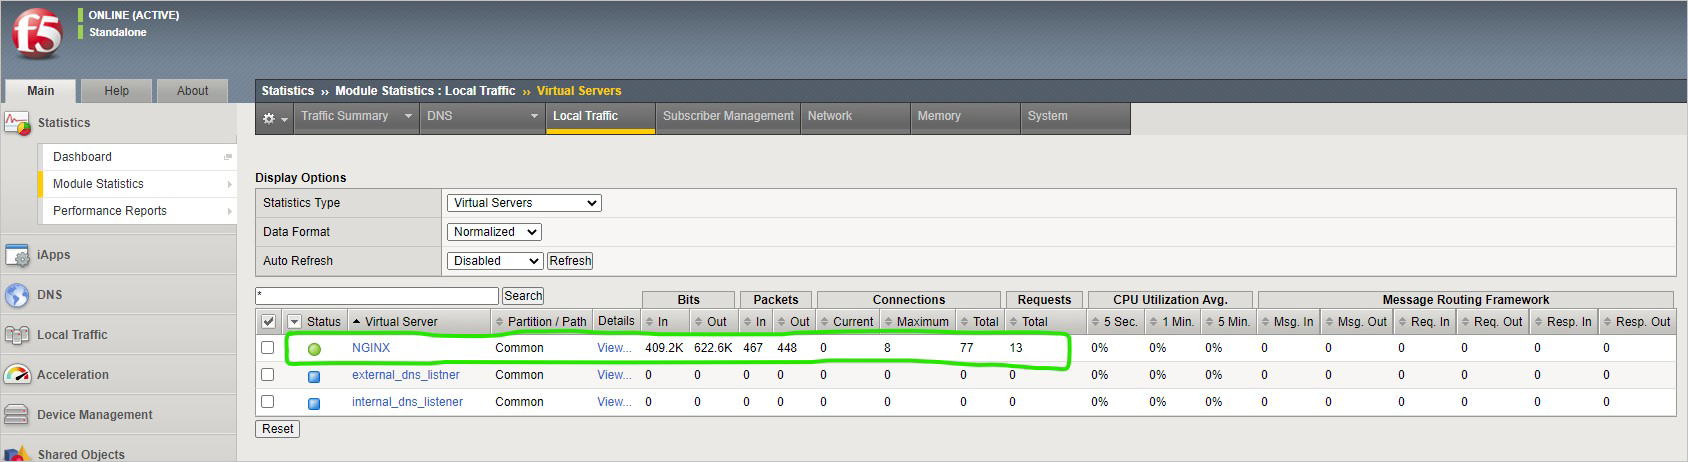 f5
ONLINE (ACTIVE)
Standalone
Main Help About
Statistics
Dashboard
Module Statistics
Performance Reports
iApps
DNS
Local Traffic
Acceleration
Device Management
Shared Objects
Statistics ›› Module Statistics : Local Traffic ›› Virtual Servers
Traffic Summary DNS Local Traffic Subscriber Management Network Memory System
Display Options
Statistics Type Virtual Servers
Data Format Normalized
Auto Refresh Disabled Refresh
* Search Bits Packets Connections Requests CPU Utilization Avg. Message Routing Framework
Status Virtual Server Partition / Path Details In Out In Out Current Maximum Total Total 5 Sec. 1 Min. 5 Min. Msg. In Msg. Out Req. In Req. Out Resp. In Resp. Out
NGINX Common View... 409.2K 622.6K 467 448 0 8 77 13 0% 0% 0% 0 0 0 0 0 0
external_dns_listner Common View... 0 0 0 0 0 0 0 0 0% 0% 0% 0 0 0 0 0 0
internal_dns_listener Common View... 0 0 0 0 0 0 0 0 0% 0% 0% 0 0 0 0 0 0
Reset